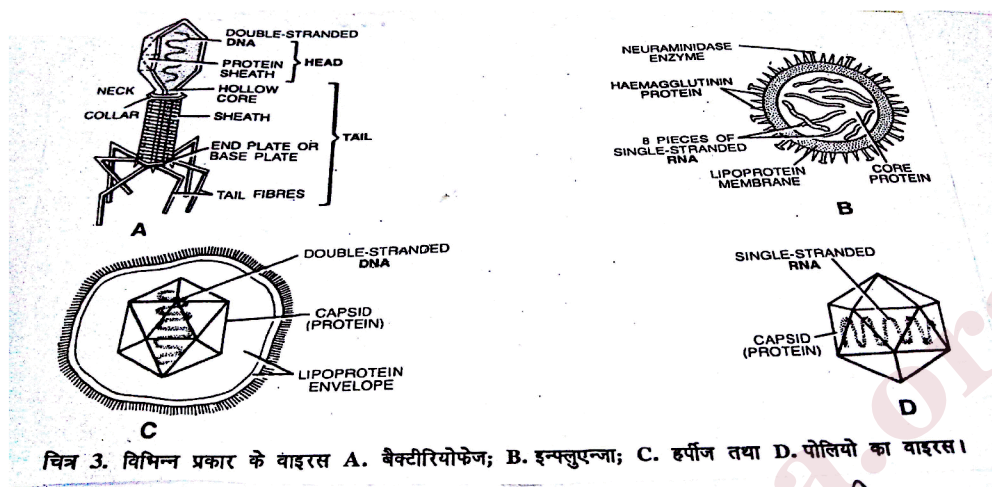 DOUBLE-STRANDED
DNA
PROTEIN
SHEATH
HEAD
NECK
HOLLOW
CORE
COLLAR
SHEATH
TAIL
END PLATE OR
BASE PLATE
TAIL FIBRES
A
NEURAMINIDASE
ENZYME
HAEMAGGLUTININ
PROTEIN
8 PIECES OF
SINGLE-STRANDED
RNA
LIPOPROTEIN
MEMBRANE
CORE
PROTEIN
B
DOUBLE-STRANDED
DNA
CAPSID
(PROTEIN)
LIPOPROTEIN
ENVELOPE
C
SINGLE-STRANDED
RNA
CAPSID
(PROTEIN)
D
चित्र 3. विभिन्न प्रकार के वाइरस A. बैक्टीरियोफेज; B. इन्फ्लुएन्जा; C. हर्पीज तथा D. पोलियो का वाइरस।